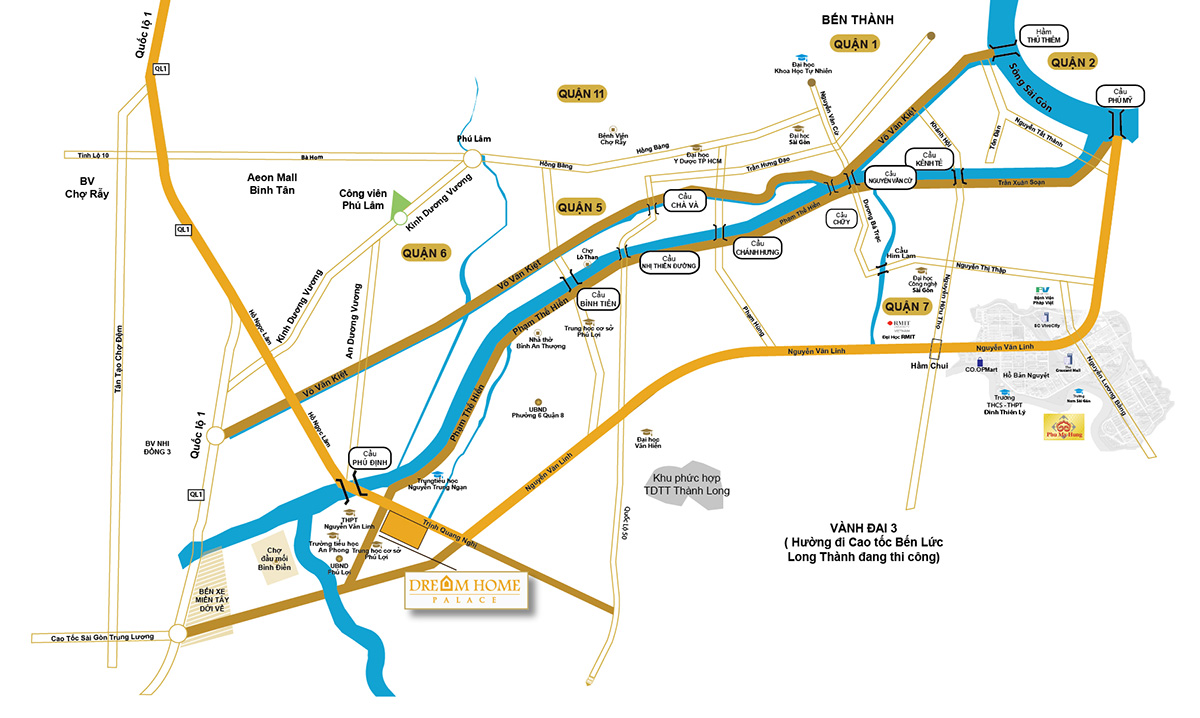 BẾN THÀNH
QUẬN 1
Hầm
THỦ THIÊM
QUẬN 2
Sông Sài Gòn
Cầu
PHÚ MỸ
Quốc lộ 1
QL1
Đại học
Khoa Học Tự Nhiên
QUẬN 11
Nguyễn Văn Cừ
Võ Văn Kiệt
Khánh Hội
Tôn Đản
Nguyễn Tất Thành
Bệnh Viện
Chợ Rẫy
Đại học
Sài Gòn
Phú Lâm
Tỉnh Lộ 10
Bà Hom
Hồng Bàng
Hồng Bàng
Đại học
Y Dược TP HCM
Trần Hưng Đạo
Cầu
KÊNH TẺ
Cầu
NGUYỄN VĂN CỪ
Trần Xuân Soạn
BV
Chợ Rẫy
Aeon Mall
Bình Tân
Công viên
Phú Lâm
Kinh Dương Vương
QUẬN 5
Cầu
CHÀ VÀ
Phạm Thế Hiển
Cầu
CHỮ Y
Dương Bá Trạc
QL1
QUẬN 6
Chợ
Lò Than
Cầu
NHỊ THIÊN ĐƯỜNG
Cầu
CHÁNH HƯNG
Cầu
Him Lam
Nguyễn Thị Thập
Đại học
Công nghệ
Sài Gòn
Võ Văn Kiệt
Kinh Dương Vương
An Dương Vương
Hồ Ngọc Lãm
Cầu
BÌNH TIÊN
Phạm Thế Hiển
Phạm Hùng
QUẬN 7
Nguyễn Hữu Thọ
FV
Bệnh Viện
Pháp Việt
SC VivoCity
RMIT
Đại Học RMIT
Trung học cơ sở
Phú Lợi
Nhà thờ
Bình An Thượng
Tân Tạo Chợ Đệm
Nguyễn Văn Linh
Nguyễn Văn Linh
Hầm Chui
CO.OPMart
The
Crescent Mall
Hồ Bán Nguyệt
Nguyễn Lương Bằng
Trường
THCS - THPT
Đinh Thiên Lý
Trường
Nam Sài Gòn
Phu My Hung
Võ Văn Kiệt
Hồ Ngọc Lãm
Phạm Thế Hiển
UBND
Phường 6 Quận 8
Đại học
Văn Hiến
BV NHI
ĐỒNG 3
Quốc lộ 1
QL1
Cầu
PHÚ ĐỊNH
Nguyễn Văn Linh
Trung tiểu học
Nguyễn Trung Ngạn
Khu phức hợp
TDTT Thành Long
Quốc Lộ 50
THPT
Nguyễn Văn Linh
Trịnh Quang Nghị
Trường tiểu học
An Phong
Trung học cơ sở
Phú Lợi
UBND
Phú Lợi
Chợ
đầu mối
Bình Điền
VÀNH ĐAI 3
( Hướng đi Cao tốc Bến Lức
Long Thành đang thi công)
DREAM HOME
PALACE
BẾN XE
MIỀN TÂY
DỜI VỀ
Cao Tốc Sài Gòn Trung Lương